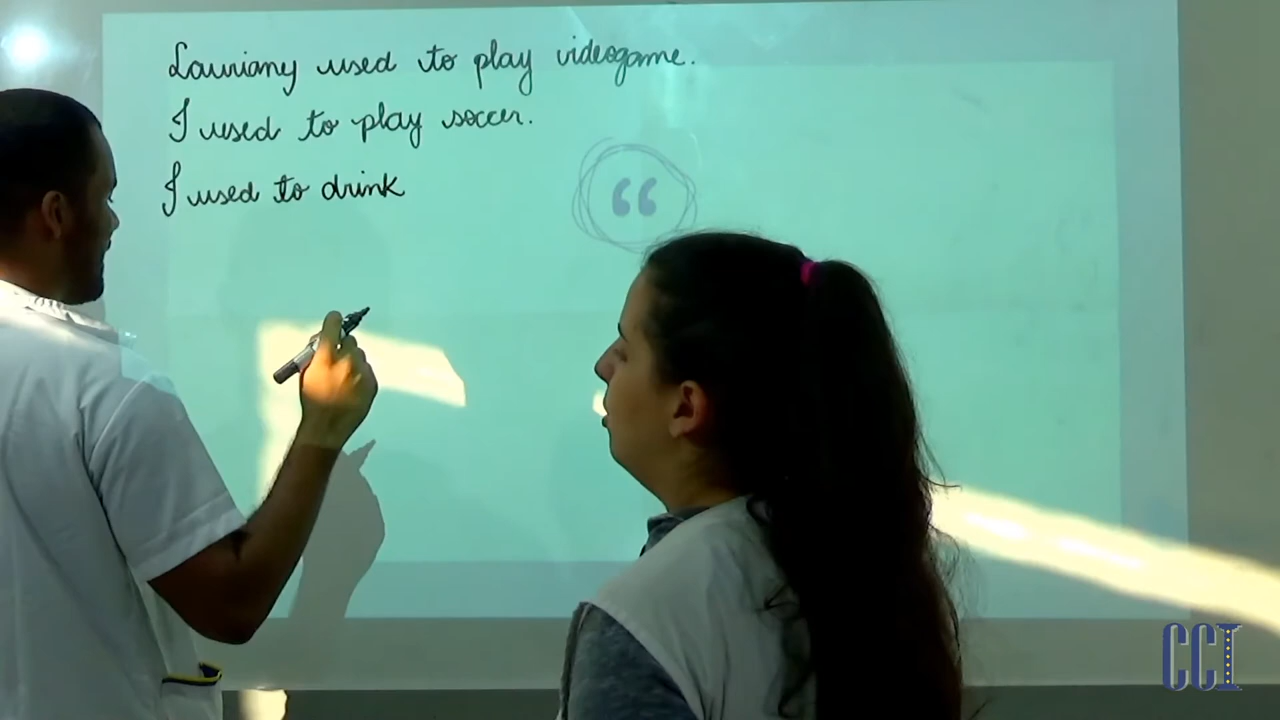 Lauriany used to play videogame.
I used to play soccer.
I used to drink
“
CCI